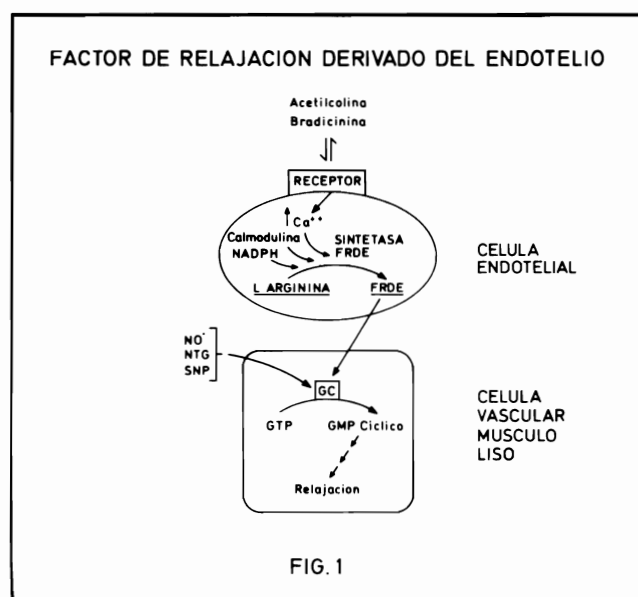 FACTOR DE RELAJACION DERIVADO DEL ENDOTELIO
Acetilcolina
Bradicinina
RECEPTOR
Ca++
Calmodulina
NADPH
SINTETASA
FRDE
L ARGININA
FRDE
CELULA
ENDOTELIAL
NO·
NTG
SNP
GC
GTP
GMP Ciclico
Relajacion
CELULA
VASCULAR
MUSCULO
LISO
FIG. 1